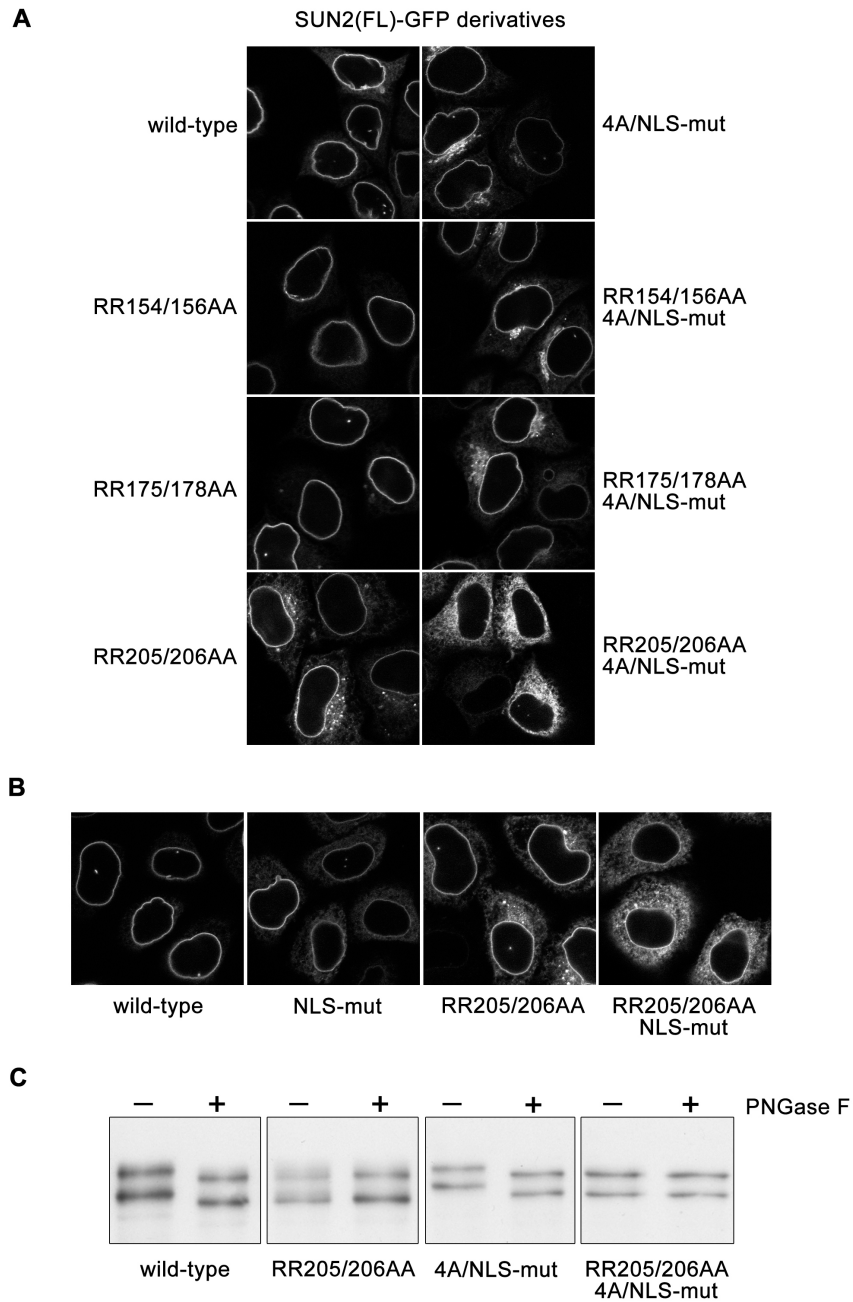 A
SUN2(FL)-GFP derivatives
wild-type
4A/NLS-mut
RR154/156AA
RR154/156AA
4A/NLS-mut
RR175/178AA
RR175/178AA
4A/NLS-mut
RR205/206AA
RR205/206AA
4A/NLS-mut
B
wild-type
NLS-mut
RR205/206AA
RR205/206AA
NLS-mut
C
— + — + — + — + PNGase F
wild-type
RR205/206AA
4A/NLS-mut
RR205/206AA
4A/NLS-mut